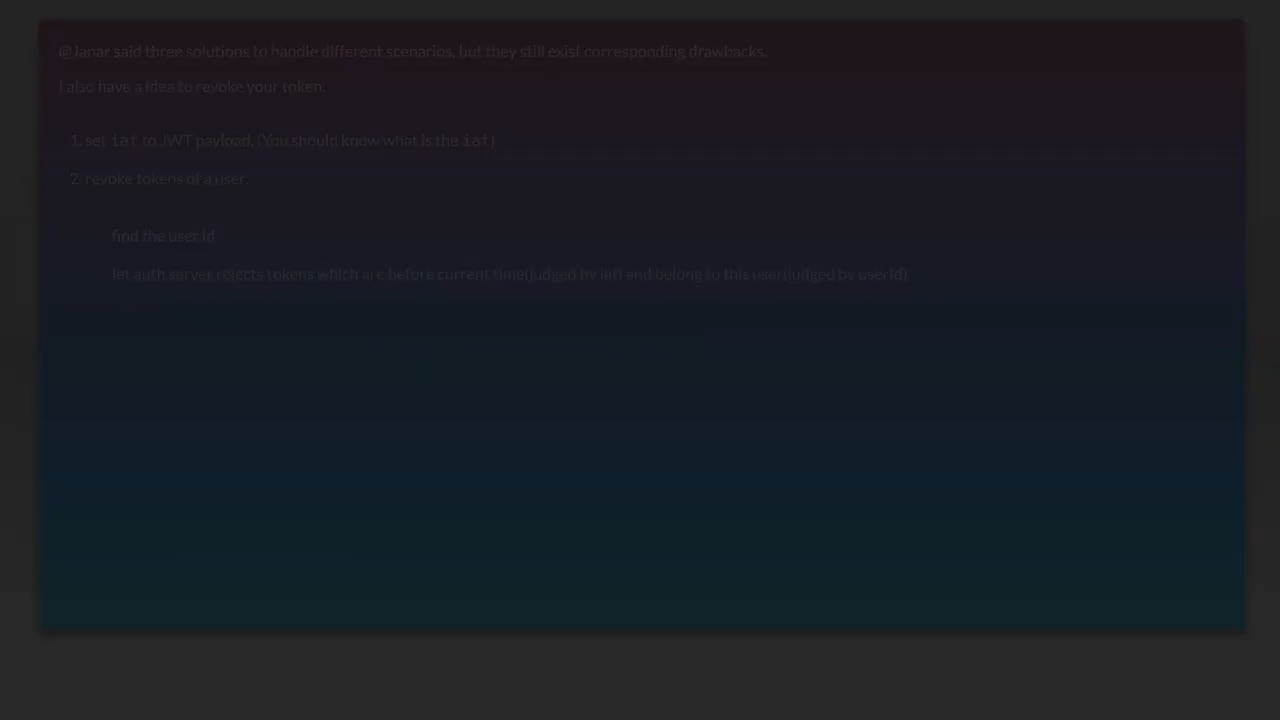 @Janar said three solutions to handle different scenarios, but they still exist corresponding drawbacks.
I also have a idea to revoke your token:
1. set iat to JWT payload. (You should know what is the iat)
2. revoke tokens of a user:
find the user id
let auth server rejects tokens which are before current time(judged by iat) and belong to this user(judged by userId)